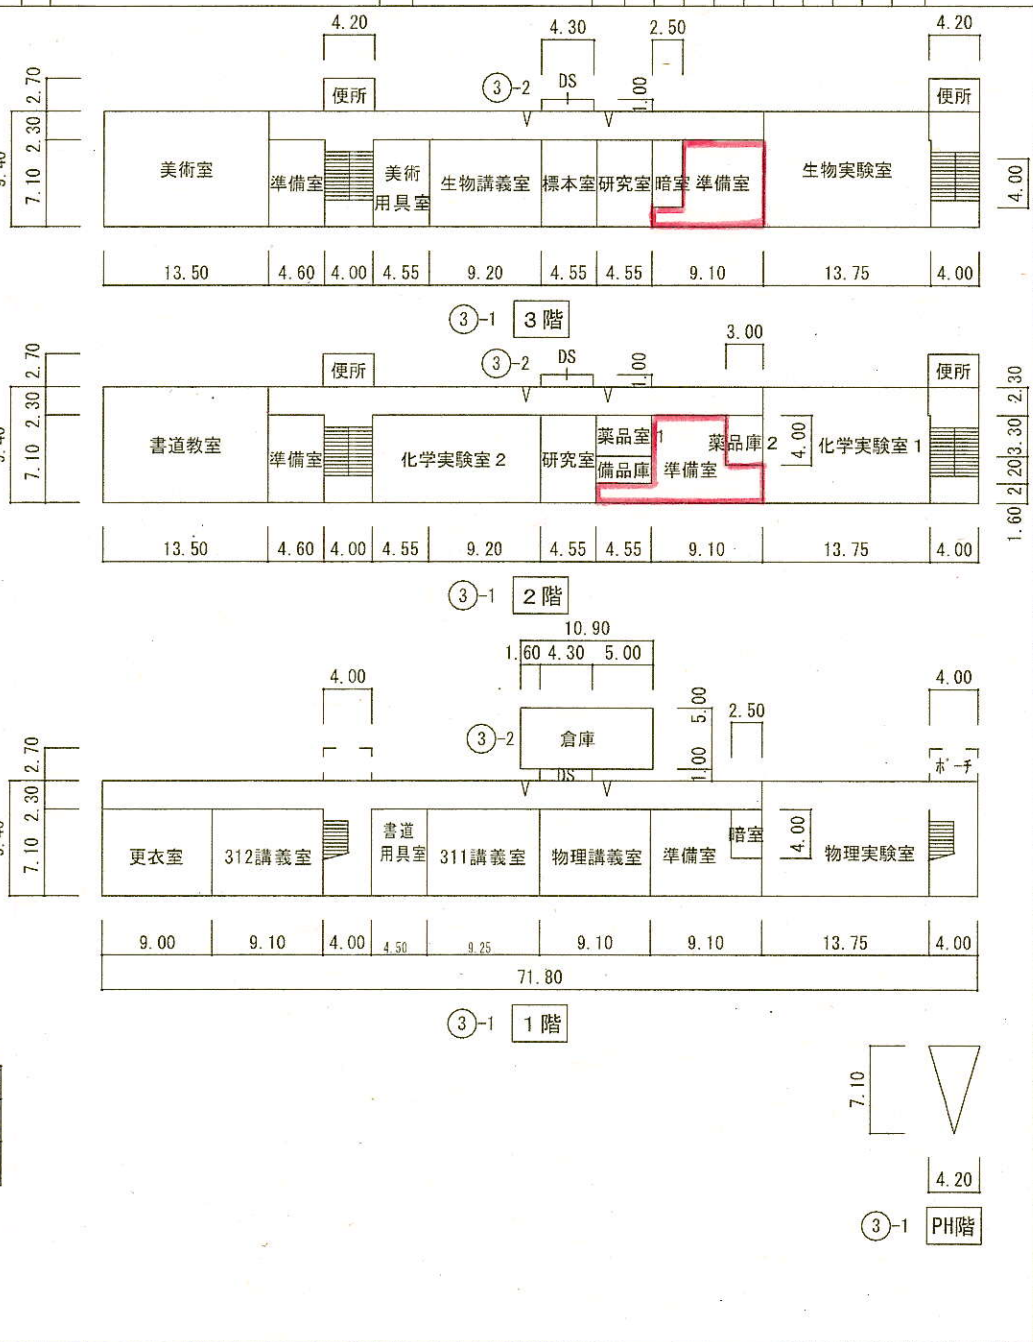 4.20 4.30 2.50 4.20
2.70 便所 ③-2 DS 1.00 便所
9.40 2.30 7.10
美術室 準備室 美術 用具室 生物講義室 標本室 研究室 暗室 準備室 生物実験室 4.00
13.50 4.60 4.00 4.55 9.20 4.55 4.55 9.10 13.75 4.00
③-1 3階
3.00
2.70 便所 ③-2 DS 1.00 便所
2.30 7.10 2.30 3.30 2.20 1.60
書道教室 準備室 化学実験室2 研究室 薬品室1 備品庫 準備室 薬品庫2 4.00 化学実験室1
13.50 4.60 4.00 4.55 9.20 4.55 4.55 9.10 13.75 4.00
③-1 2階
10.90
1.60 4.30 5.00
4.00 4.00
③-2 倉庫 5.00 2.50
2.70 DS 1.00 ポーチ
2.30 7.10
更衣室 312講義室 書道 用具室 311講義室 物理講義室 準備室 暗室 4.00 物理実験室
9.00 9.10 4.00 4.50 9.25 9.10 9.10 13.75 4.00
71.80
③-1 1階
7.10
4.20
③-1 PH階